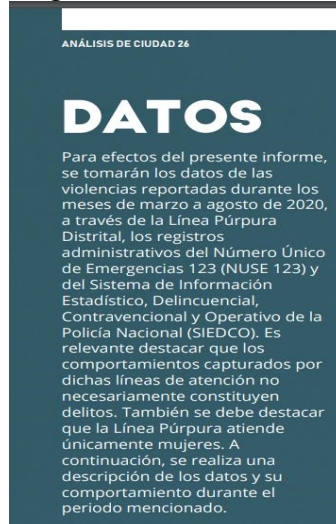 ANÁLISIS DE CIUDAD 26
DATOS
Para efectos del presente informe,
se tomarán los datos de las
violencias reportadas durante los
meses de marzo a agosto de 2020,
a través de la Línea Púrpura
Distrital, los registros
administrativos del Número Único
de Emergencias 123 (NUSE 123) y
del Sistema de Información
Estadístico, Delincuencial,
Contravencional y Operativo de la
Policía Nacional (SIEDCO). Es
relevante destacar que los
comportamientos capturados por
dichas líneas de atención no
necesariamente constituyen
delitos. También se debe destacar
que la Línea Púrpura atiende
únicamente mujeres. A
continuación, se realiza una
descripción de los datos y su
comportamiento durante el
periodo mencionado.